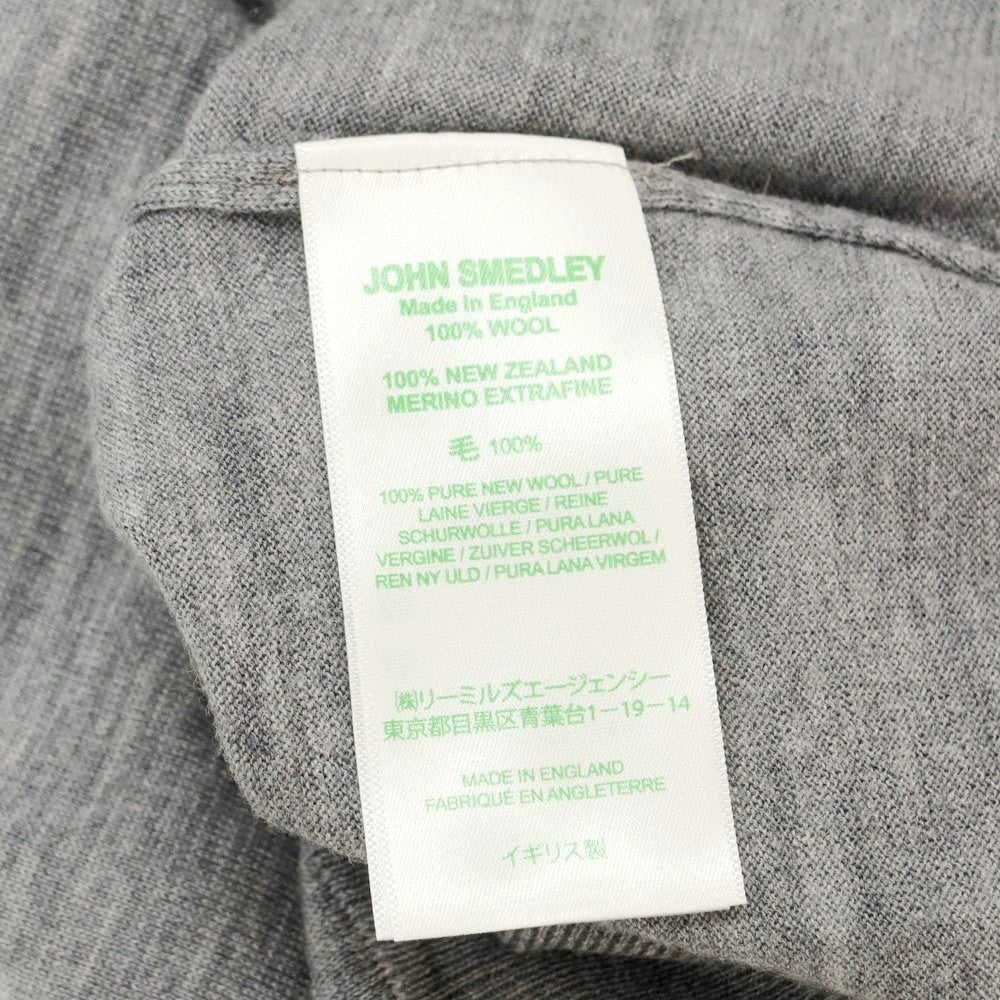 JOHN SMEDLEY
Made in England
100% WOOL
100% NEW ZEALAND
MERINO EXTRAFINE
毛 100%
100% PURE NEW WOOL / PURE
LAINE VIERGE / REINE
SCHURWOLLE / PURA LANA
VERGINE / ZUIVER SCHEERWOL /
REN NY ULD / PURA LANA VIRGEM
㈱リーミルズエージェンシー
東京都目黒区青葉台1-19-14
MADE IN ENGLAND
FABRIQUÉ EN ANGLETERRE
イギリス製